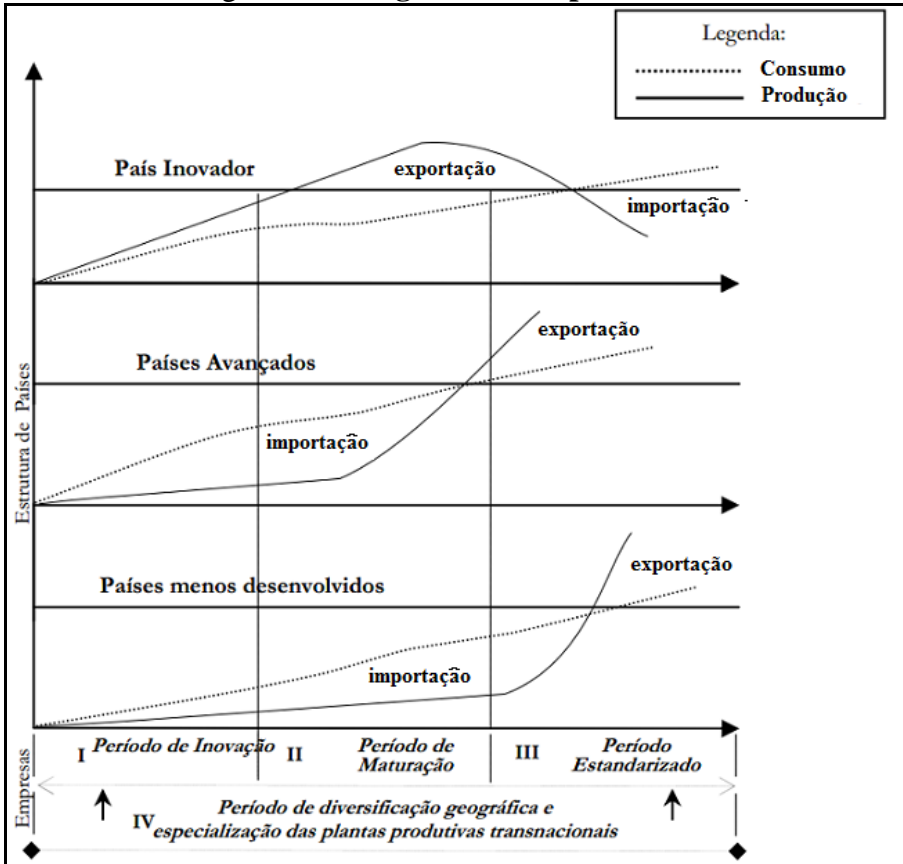 Legenda:
Consumo
Produção
País Inovador
exportação
importação
exportação
Países Avançados
importação
exportação
Países menos desenvolvidos
importação
Estrutura de Países
I Período de Inovação II Período de III Período
Maturação Estandarizado
Empresas
IV Período de diversificação geográfica e
especialização das plantas produtivas transnacionais